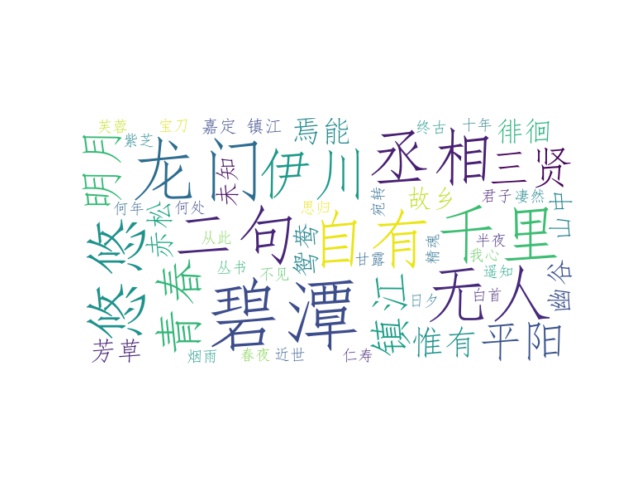 芙蓉
宝刀
嘉定
镇江
焉能
终古
十年
徘徊
紫芝
明月
龙门
未知
伊川
丞相
三贤
何年
何处
赤松
思归
宛转
故乡
君子
凄然
山中
悠悠
二句
从此
鸳鸯
自有
甘露
精魂
千里
半夜
我心
遥知
丛书
不见
青春
碧潭
镇江
日夕
无人
白首
幽谷
芳草
烟雨
春夜
近世
仁寿
惟有
平阳